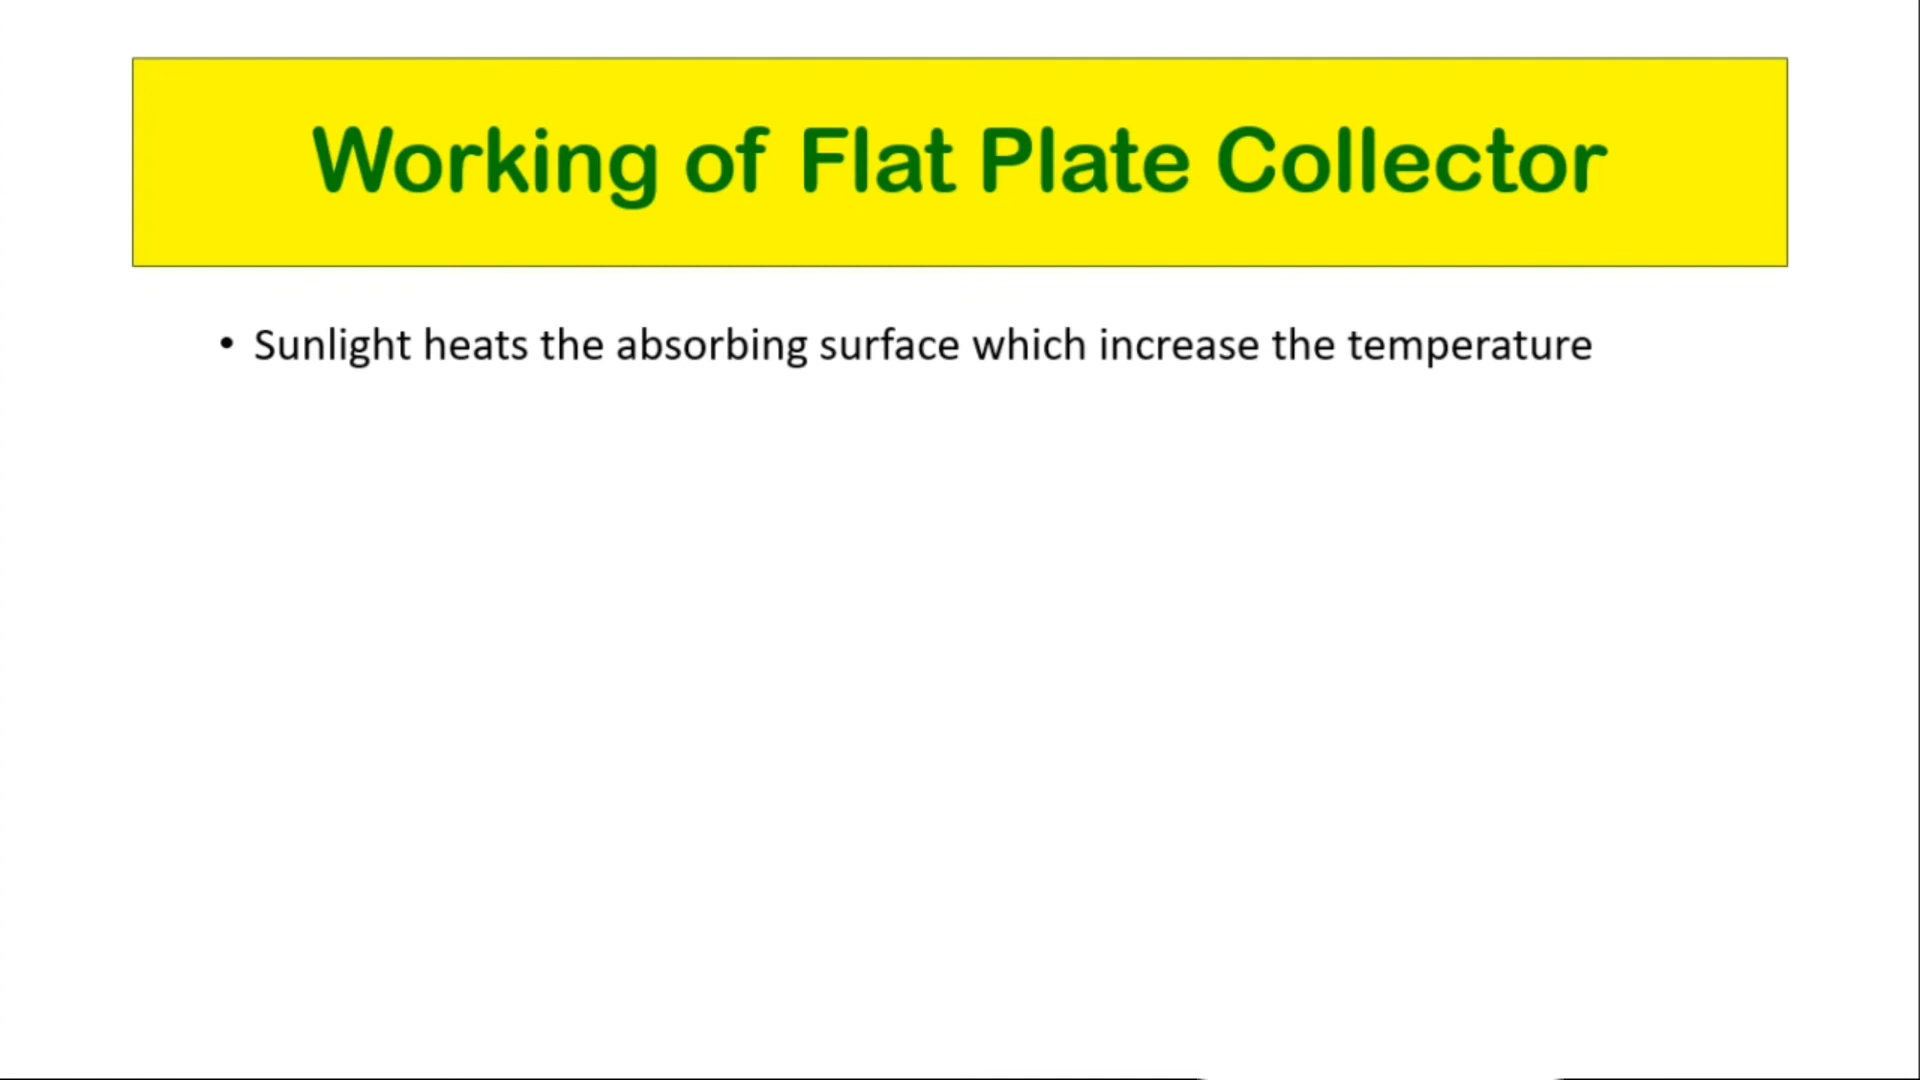 Working of Flat Plate Collector
• Sunlight heats the absorbing surface which increase the temperature